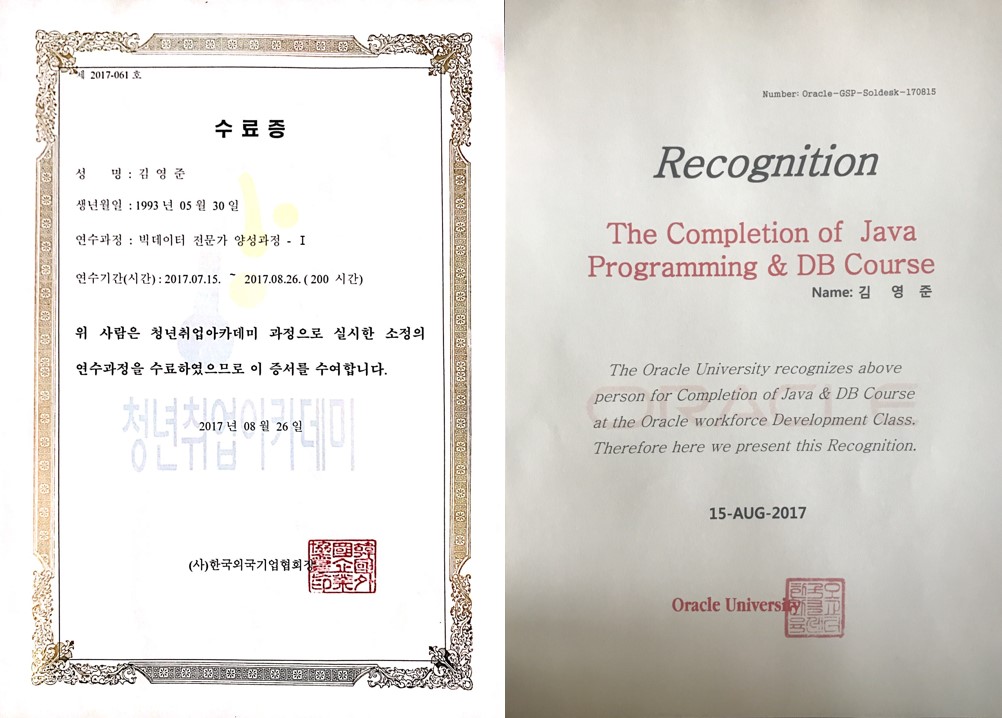 제 2017-061 호
수 료 증
성 명 : 김 영 준
생년월일 : 1993 년 05 월 30 일
연수과정 : 빅데이터 전문가 양성과정 - I
연수기간(시간) : 2017.07.15. ~ 2017.08.26. ( 200 시간)
위 사람은 청년취업아카데미 과정으로 실시한 소정의
연수과정을 수료하였으므로 이 증서를 수여합니다.
청년취업아카데미
2017 년 08 월 26 일
(사)한국외국기업협회장
Number: Oracle-GSP-Soldesk-170815
Recognition
The Completion of Java
Programming & DB Course
Name: 김 영 준
The Oracle University recognizes above
person for Completion of Java & DB Course
ORACLE
at the Oracle workforce Development Class.
Therefore here we present this Recognition.
15-AUG-2017
Oracle University